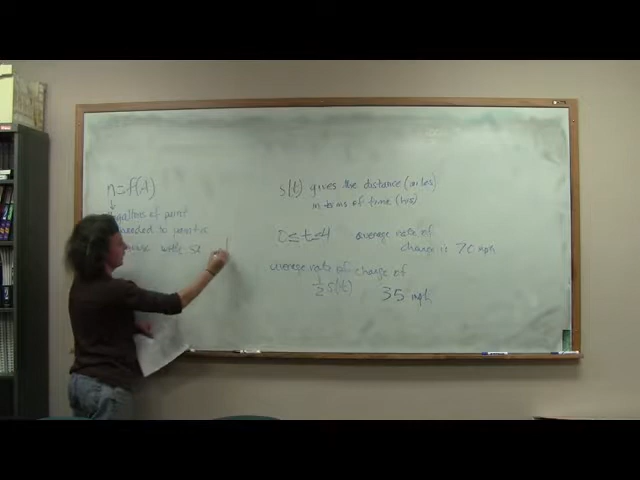 n = f(A)
gallons of paint
needed to paint a
with
s(t) gives the distance (miles)
in terms of time (hrs)
0 ≤ t ≤ 4 average rate of
change is 70 mph
average rate of change of
1/2 s(t) 35 mph